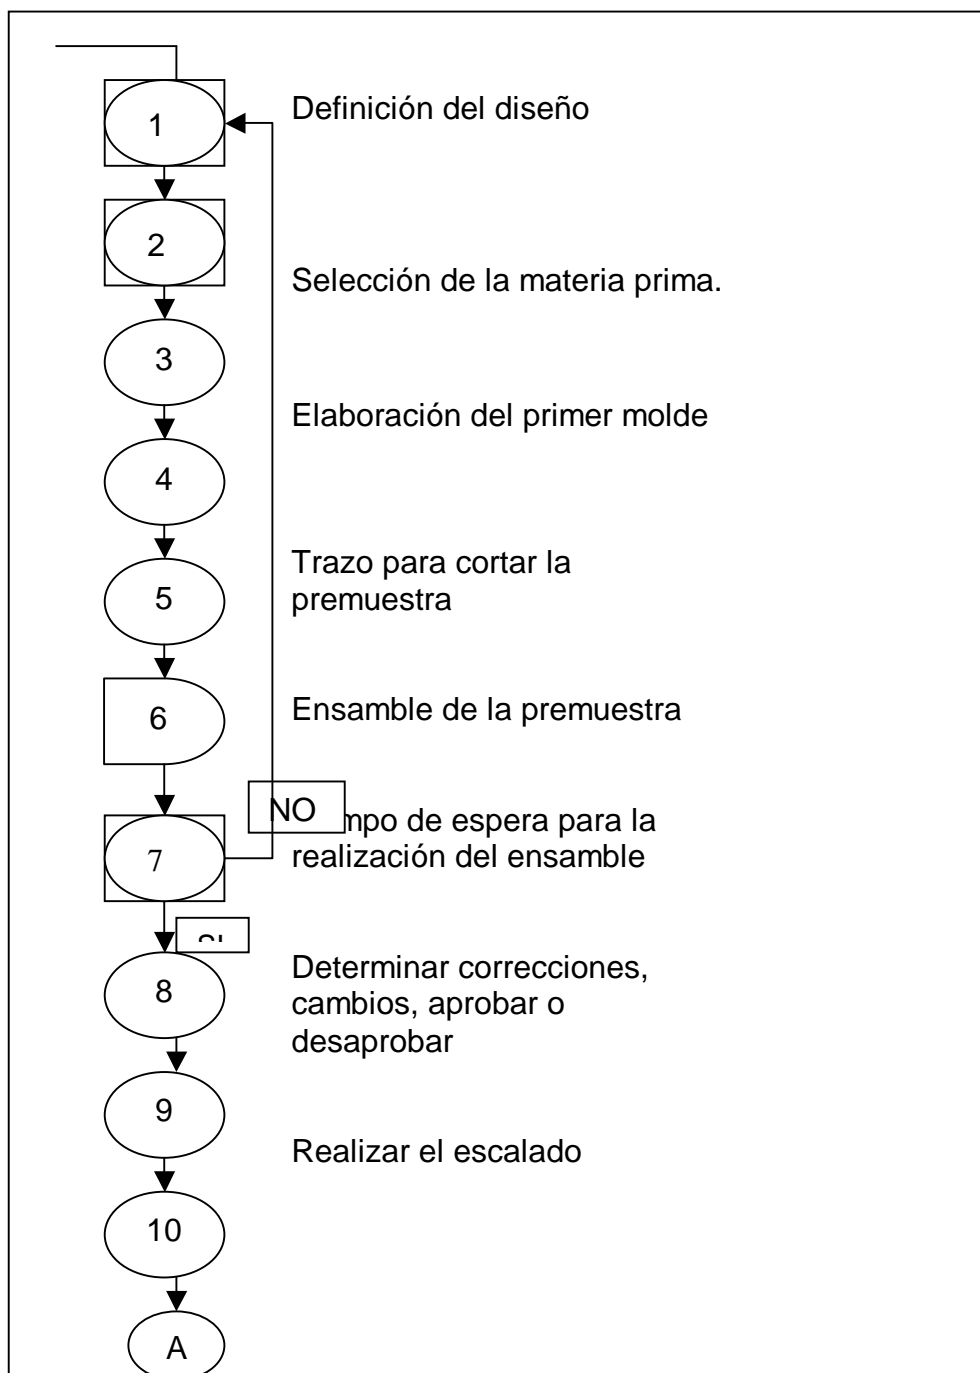 1
Definición del diseño
2
Selección de la materia prima.
3
Elaboración del primer molde
4
Trazo para cortar la
premuestra
5
6
Ensamble de la premuestra
NO
mpo de espera para la
realización del ensamble
7
8
Determinar correcciones,
cambios, aprobar o
desaprobar
9
Realizar el escalado
10
A